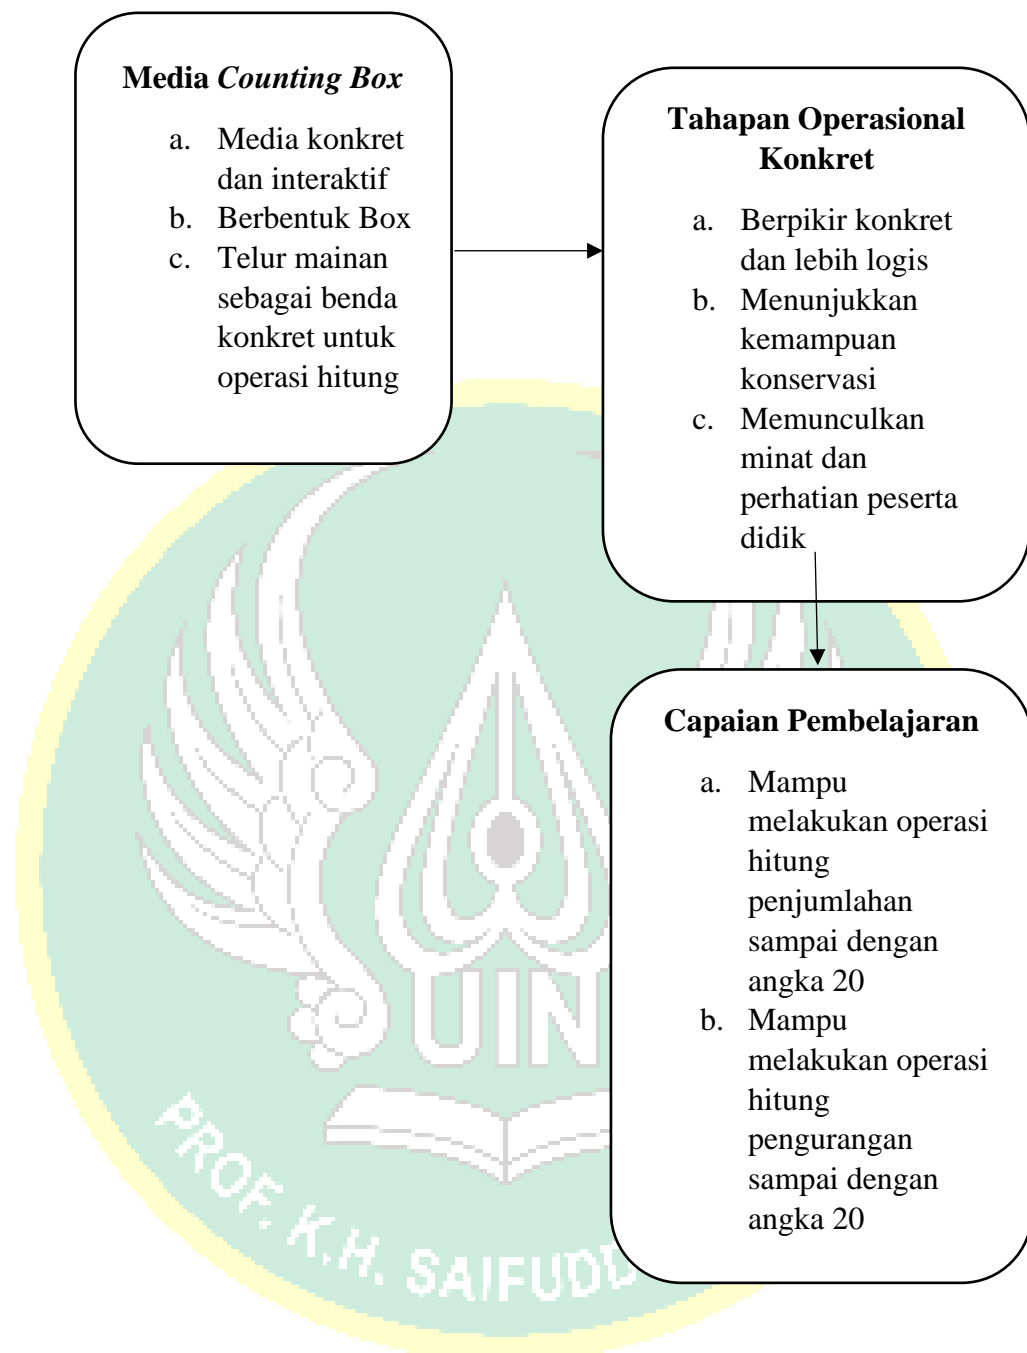 Media Counting Box
a. Media konkret
dan interaktif
b. Berbentuk Box
c. Telur mainan
sebagai benda
konkret untuk
operasi hitung
Tahapan Operasional
Konkret
a. Berpikir konkret
dan lebih logis
b. Menunjukkan
kemampuan
konservasi
c. Memunculkan
minat dan
perhatian peserta
didik
Capaian Pembelajaran
a. Mampu
melakukan operasi
hitung
penjumlahan
sampai dengan
angka 20
b. Mampu
melakukan operasi
hitung
pengurangan
sampai dengan
angka 20
UIN
PROF. K.H.